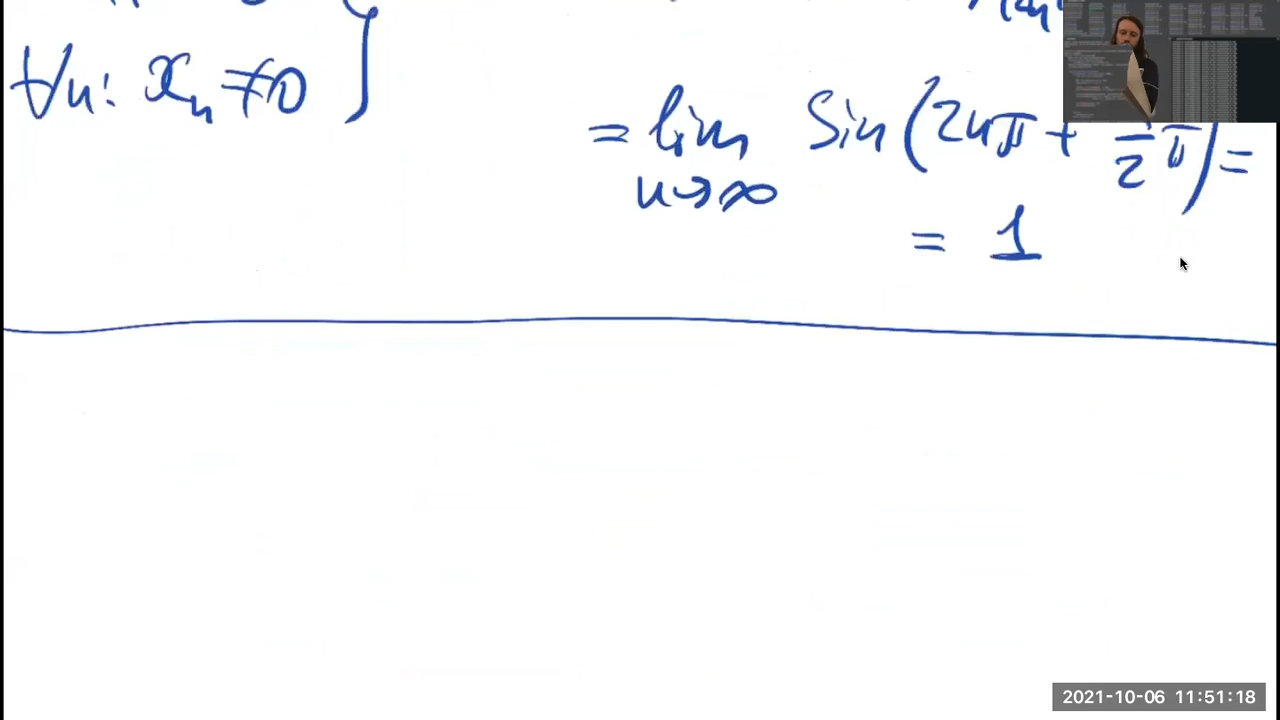 ∀n: xₙ ≠ 0 }
= lim sin(2nπ + 1/2 π) =
n→∞
= 1
2021-10-06 11:51:18